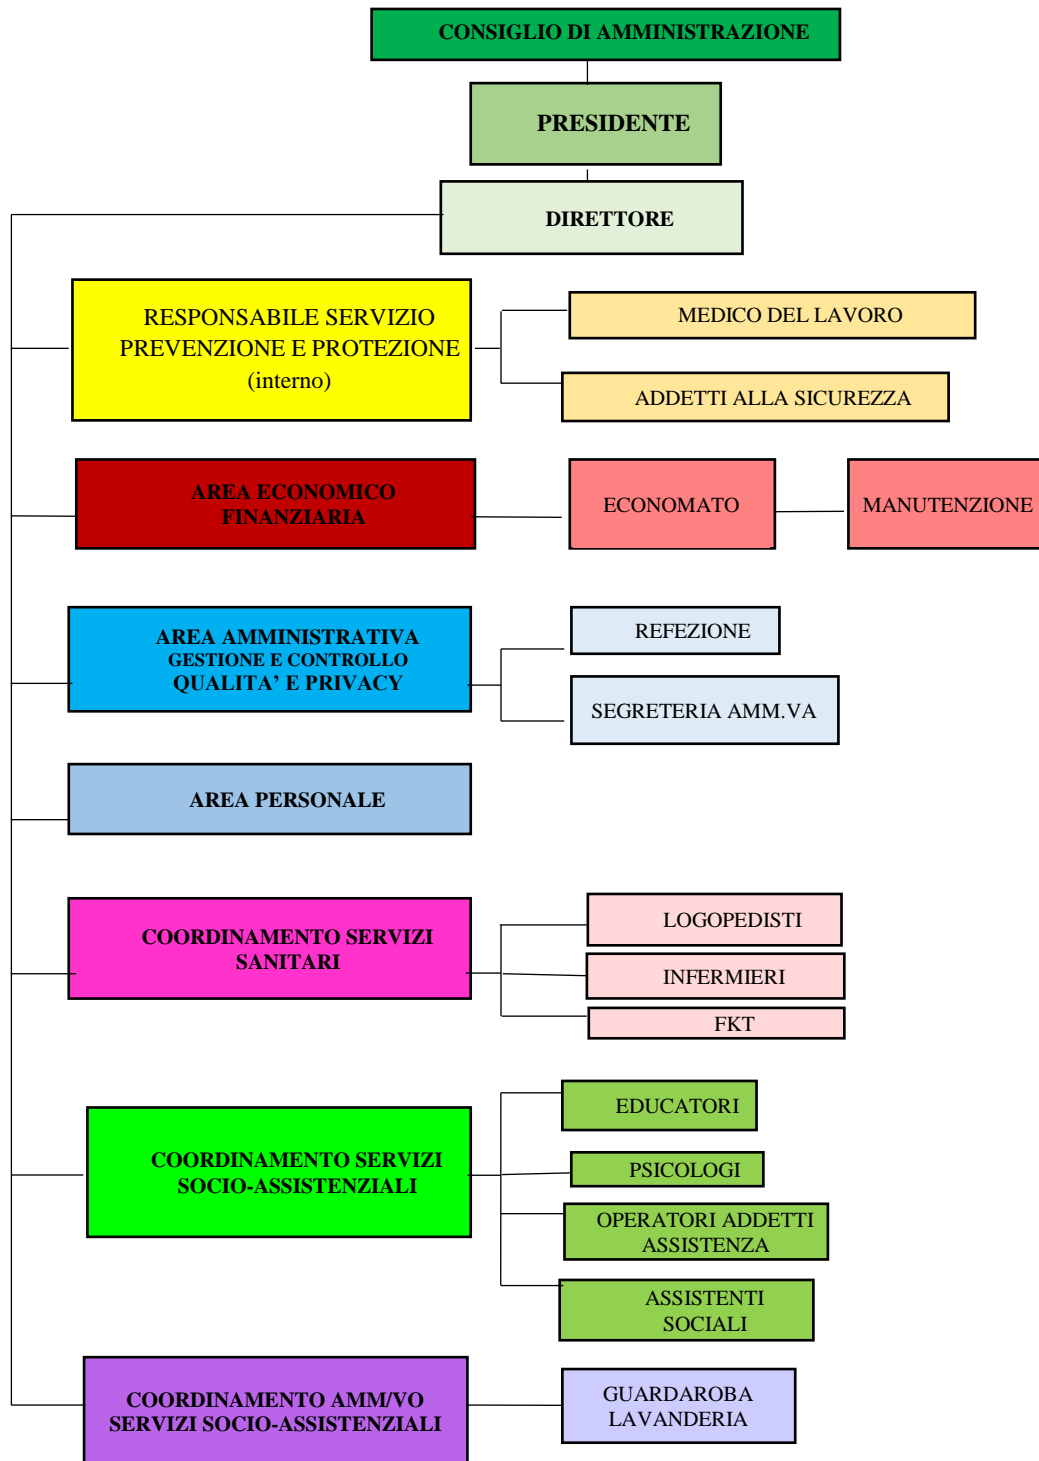 CONSIGLIO DI AMMINISTRAZIONE
PRESIDENTE
DIRETTORE
RESPONSABILE SERVIZIO
PREVENZIONE E PROTEZIONE
(interno)
MEDICO DEL LAVORO
ADDETTI ALLA SICUREZZA
AREA ECONOMICO
FINANZIARIA
ECONOMATO
MANUTENZIONE
AREA AMMINISTRATIVA
GESTIONE E CONTROLLO
QUALITA’ E PRIVACY
REFEZIONE
SEGRETERIA AMM.VA
AREA PERSONALE
COORDINAMENTO SERVIZI
SANITARI
LOGOPEDISTI
INFERMIERI
FKT
COORDINAMENTO SERVIZI
SOCIO-ASSISTENZIALI
EDUCATORI
PSICOLOGI
OPERATORI ADDETTI
ASSISTENZA
ASSISTENTI
SOCIALI
COORDINAMENTO AMM/VO
SERVIZI SOCIO-ASSISTENZIALI
GUARDAROBA
LAVANDERIA